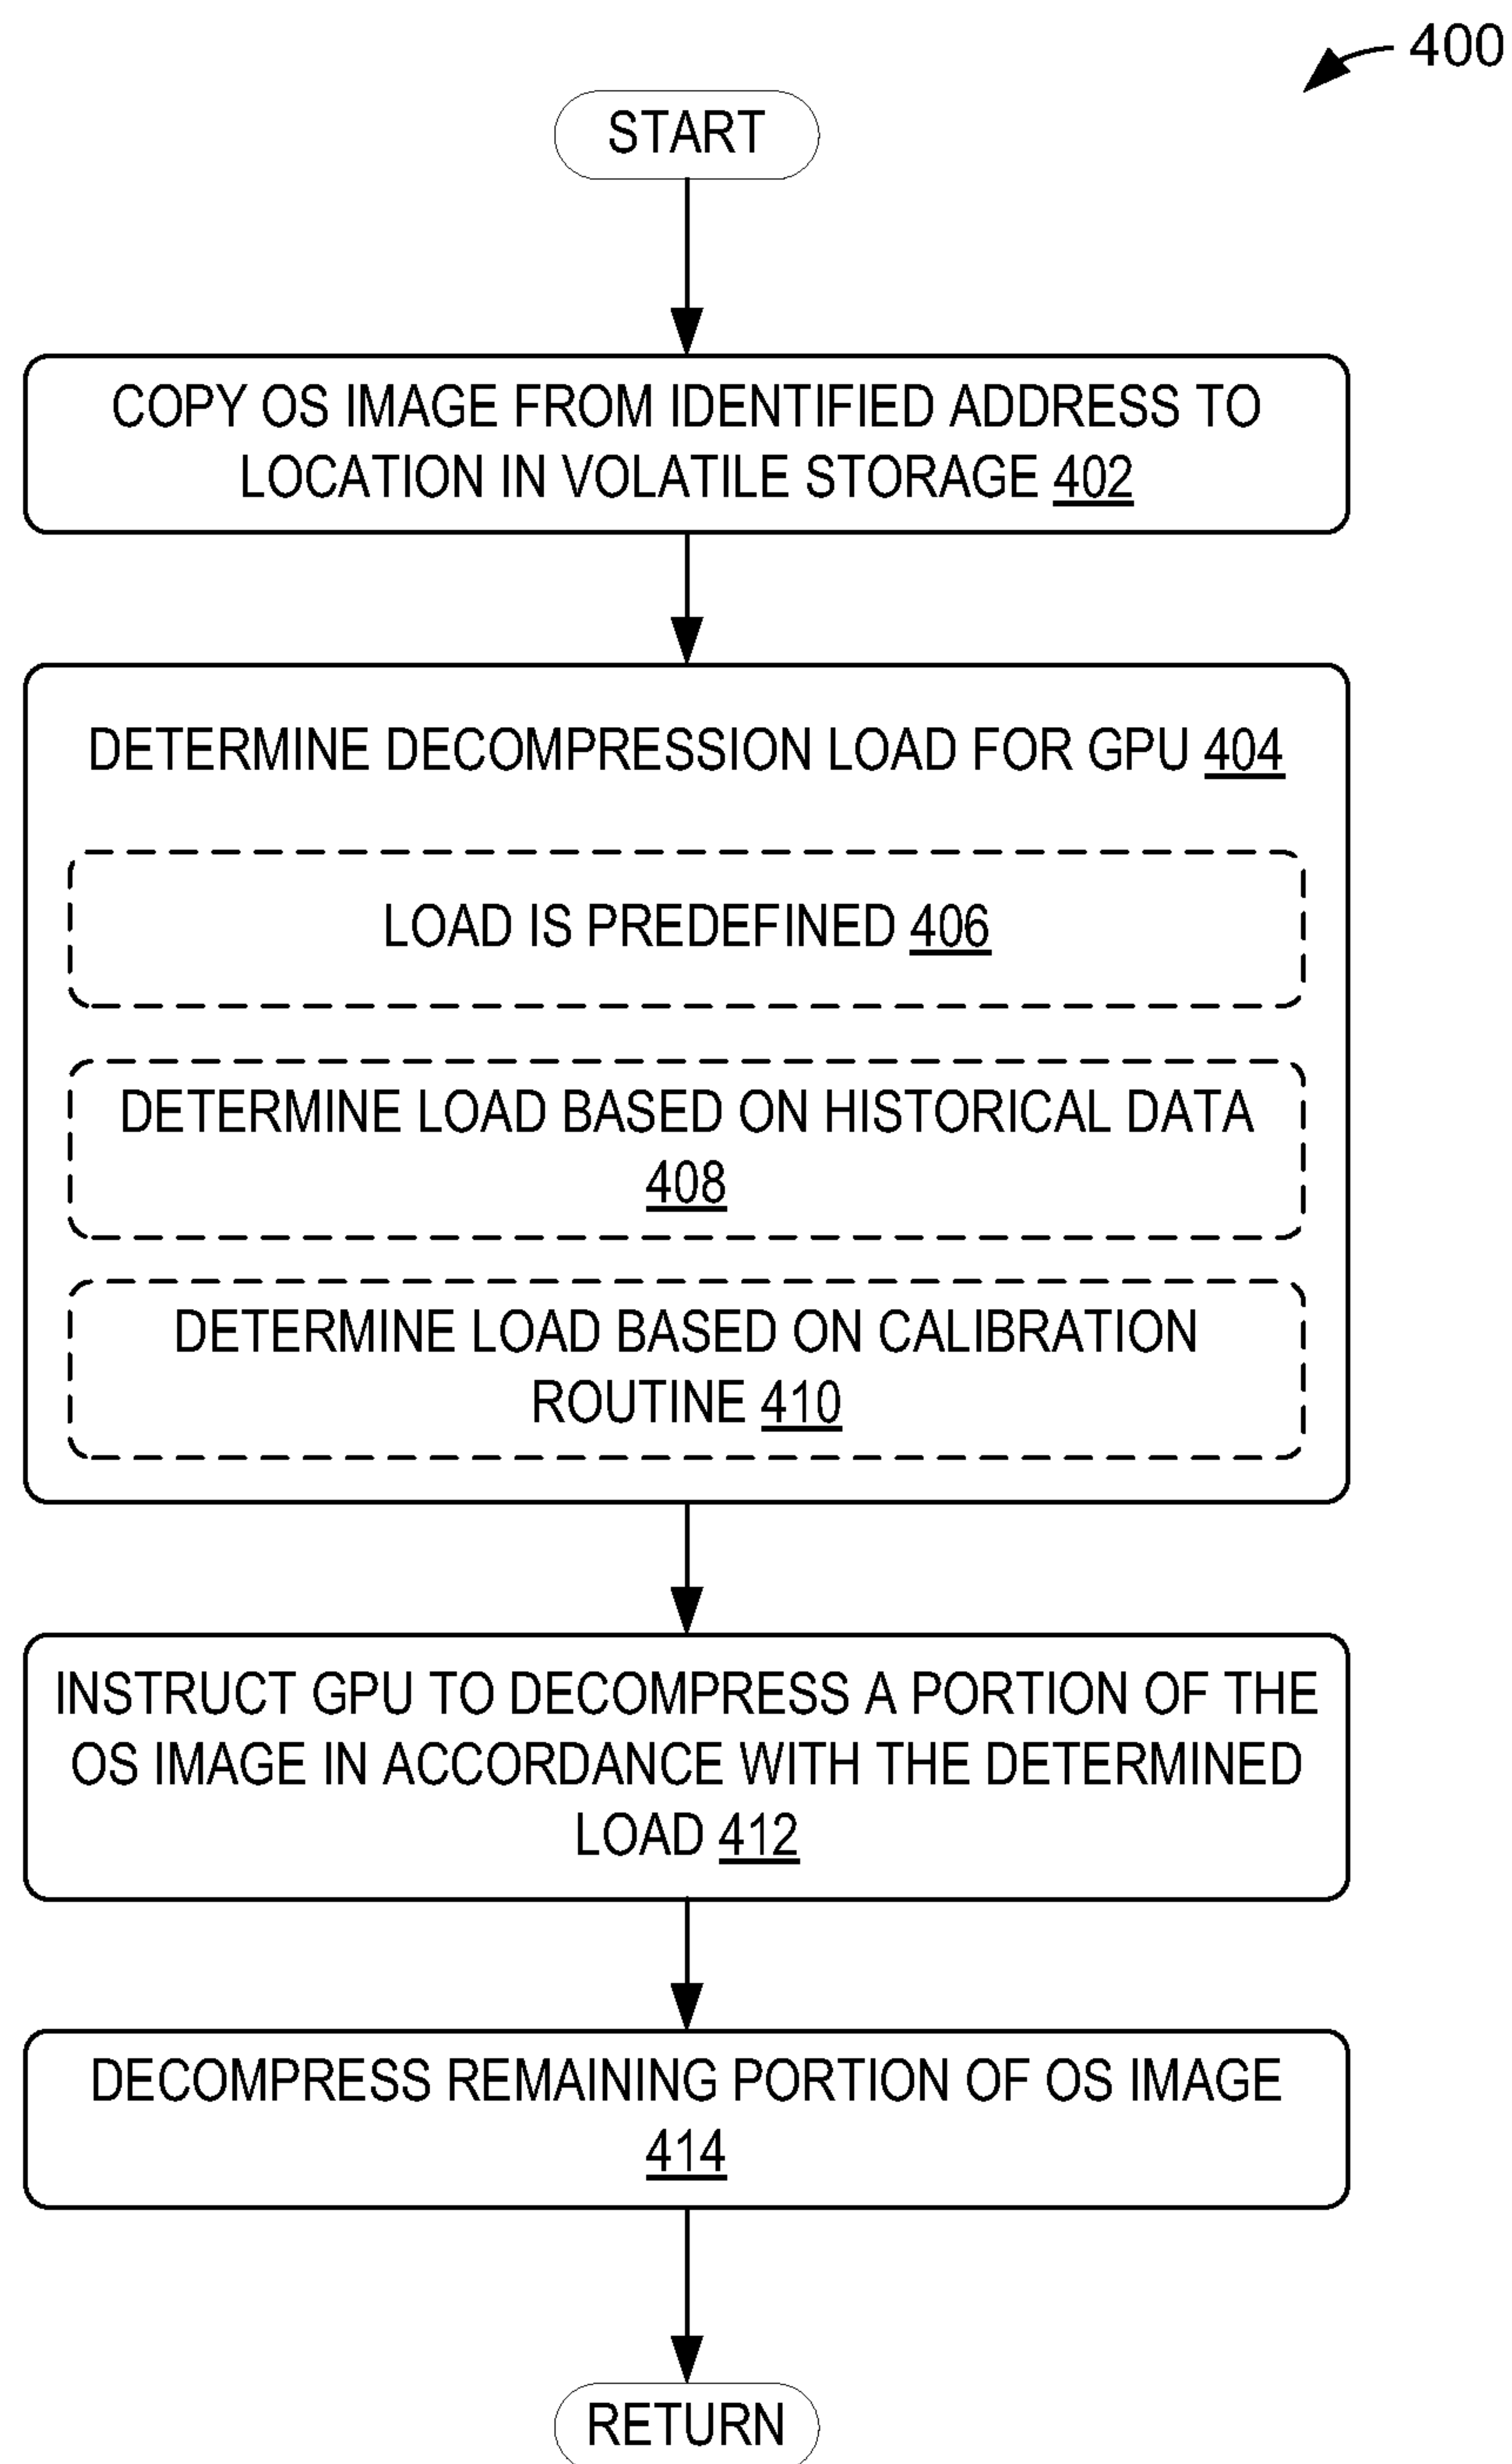 400
START
COPY OS IMAGE FROM IDENTIFIED ADDRESS TO
LOCATION IN VOLATILE STORAGE 402
DETERMINE DECOMPRESSION LOAD FOR GPU 404
LOAD IS PREDEFINED 406
DETERMINE LOAD BASED ON HISTORICAL DATA
408
DETERMINE LOAD BASED ON CALIBRATION
ROUTINE 410
INSTRUCT GPU TO DECOMPRESS A PORTION OF THE
OS IMAGE IN ACCORDANCE WITH THE DETERMINED
LOAD 412
DECOMPRESS REMAINING PORTION OF OS IMAGE
414
RETURN